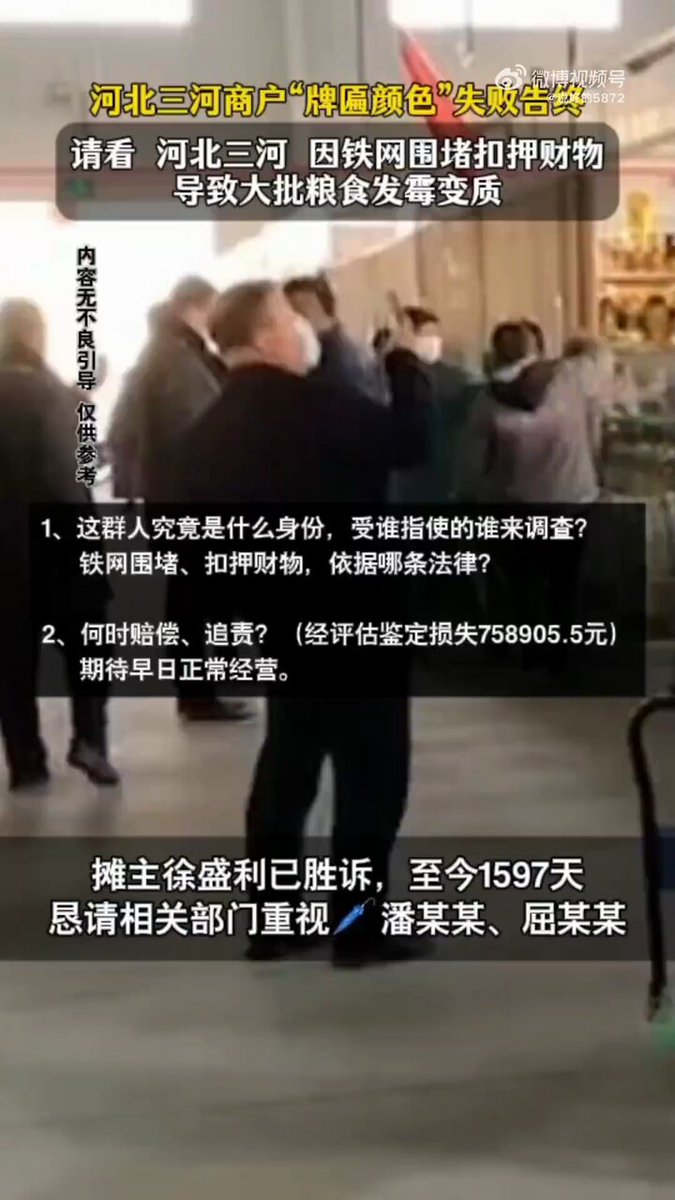 微博视频号
河北三河商户“牌匾颜色”失败告终
请看 河北三河 因铁网围堵扣押财物
导致大批粮食发霉变质
内容无不良引导 仅供参考
1、这群人究竟是什么身份，受谁指使的谁来调查？
铁网围堵、扣押财物，依据哪条法律？
2、何时赔偿、追责？（经评估鉴定损失758905.5元）
期待早日正常经营。
摊主徐盛利已胜诉，至今1597天
恳请相关部门重视🌂潘某某、屈某某